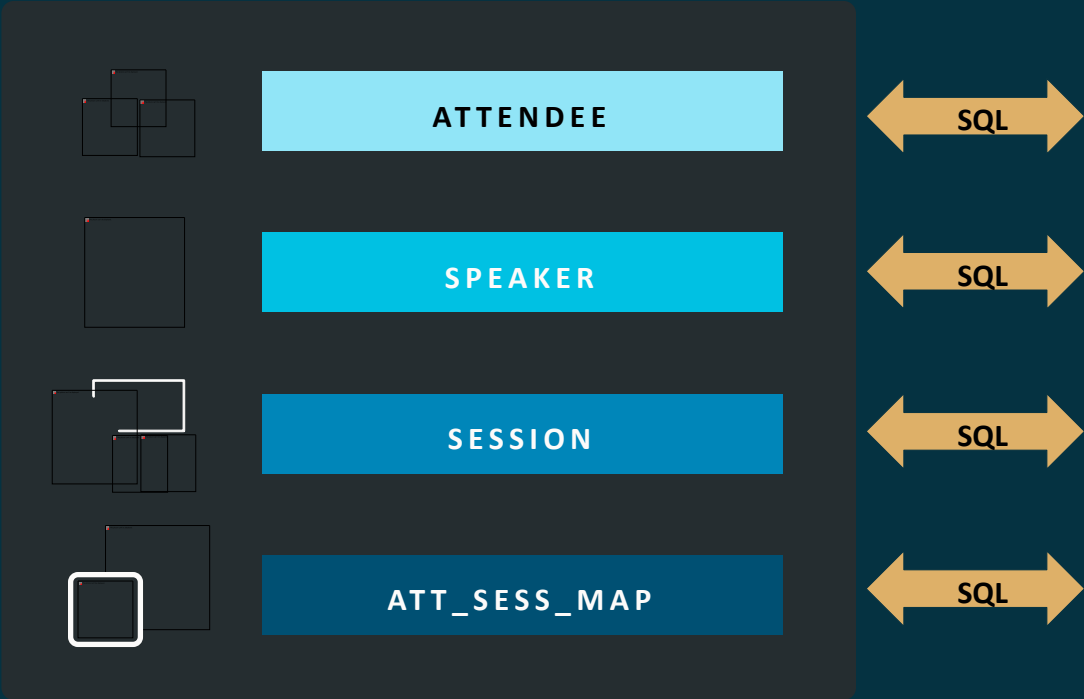 ATTENDEE
SQL
SPEAKER
SQL
SESSION
SQL
ATT_SESS_MAP
SQL